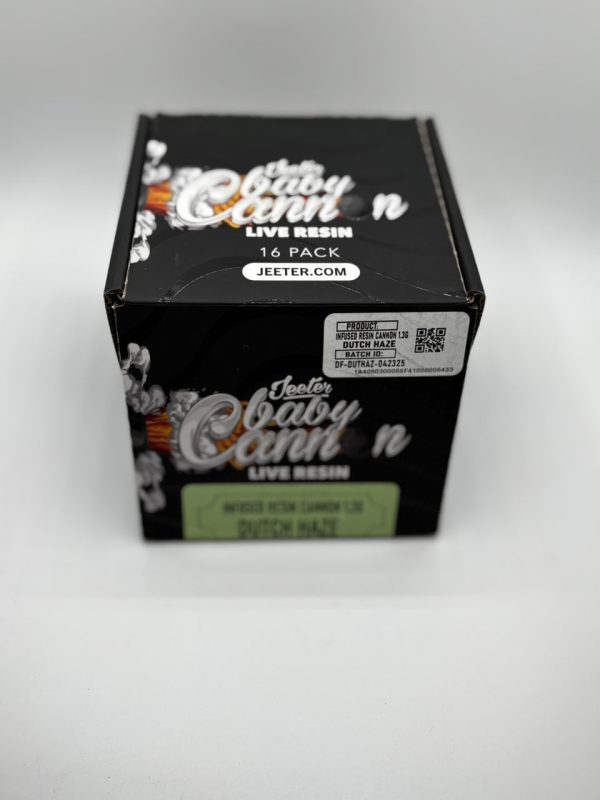 Jeeter
baby
Cannon
LIVE RESIN
16 PACK
JEETER.COM
PRODUCT:
INFUSED RESIN CANNON 1.3G
DUTCH HAZE
BATCH ID:
DF-DUTHAZ-042325
1A4060300065F41000006433
Jeeter
baby
Cannon
LIVE RESIN
INFUSED RESIN CANNON 1.3G
DUTCH HAZE